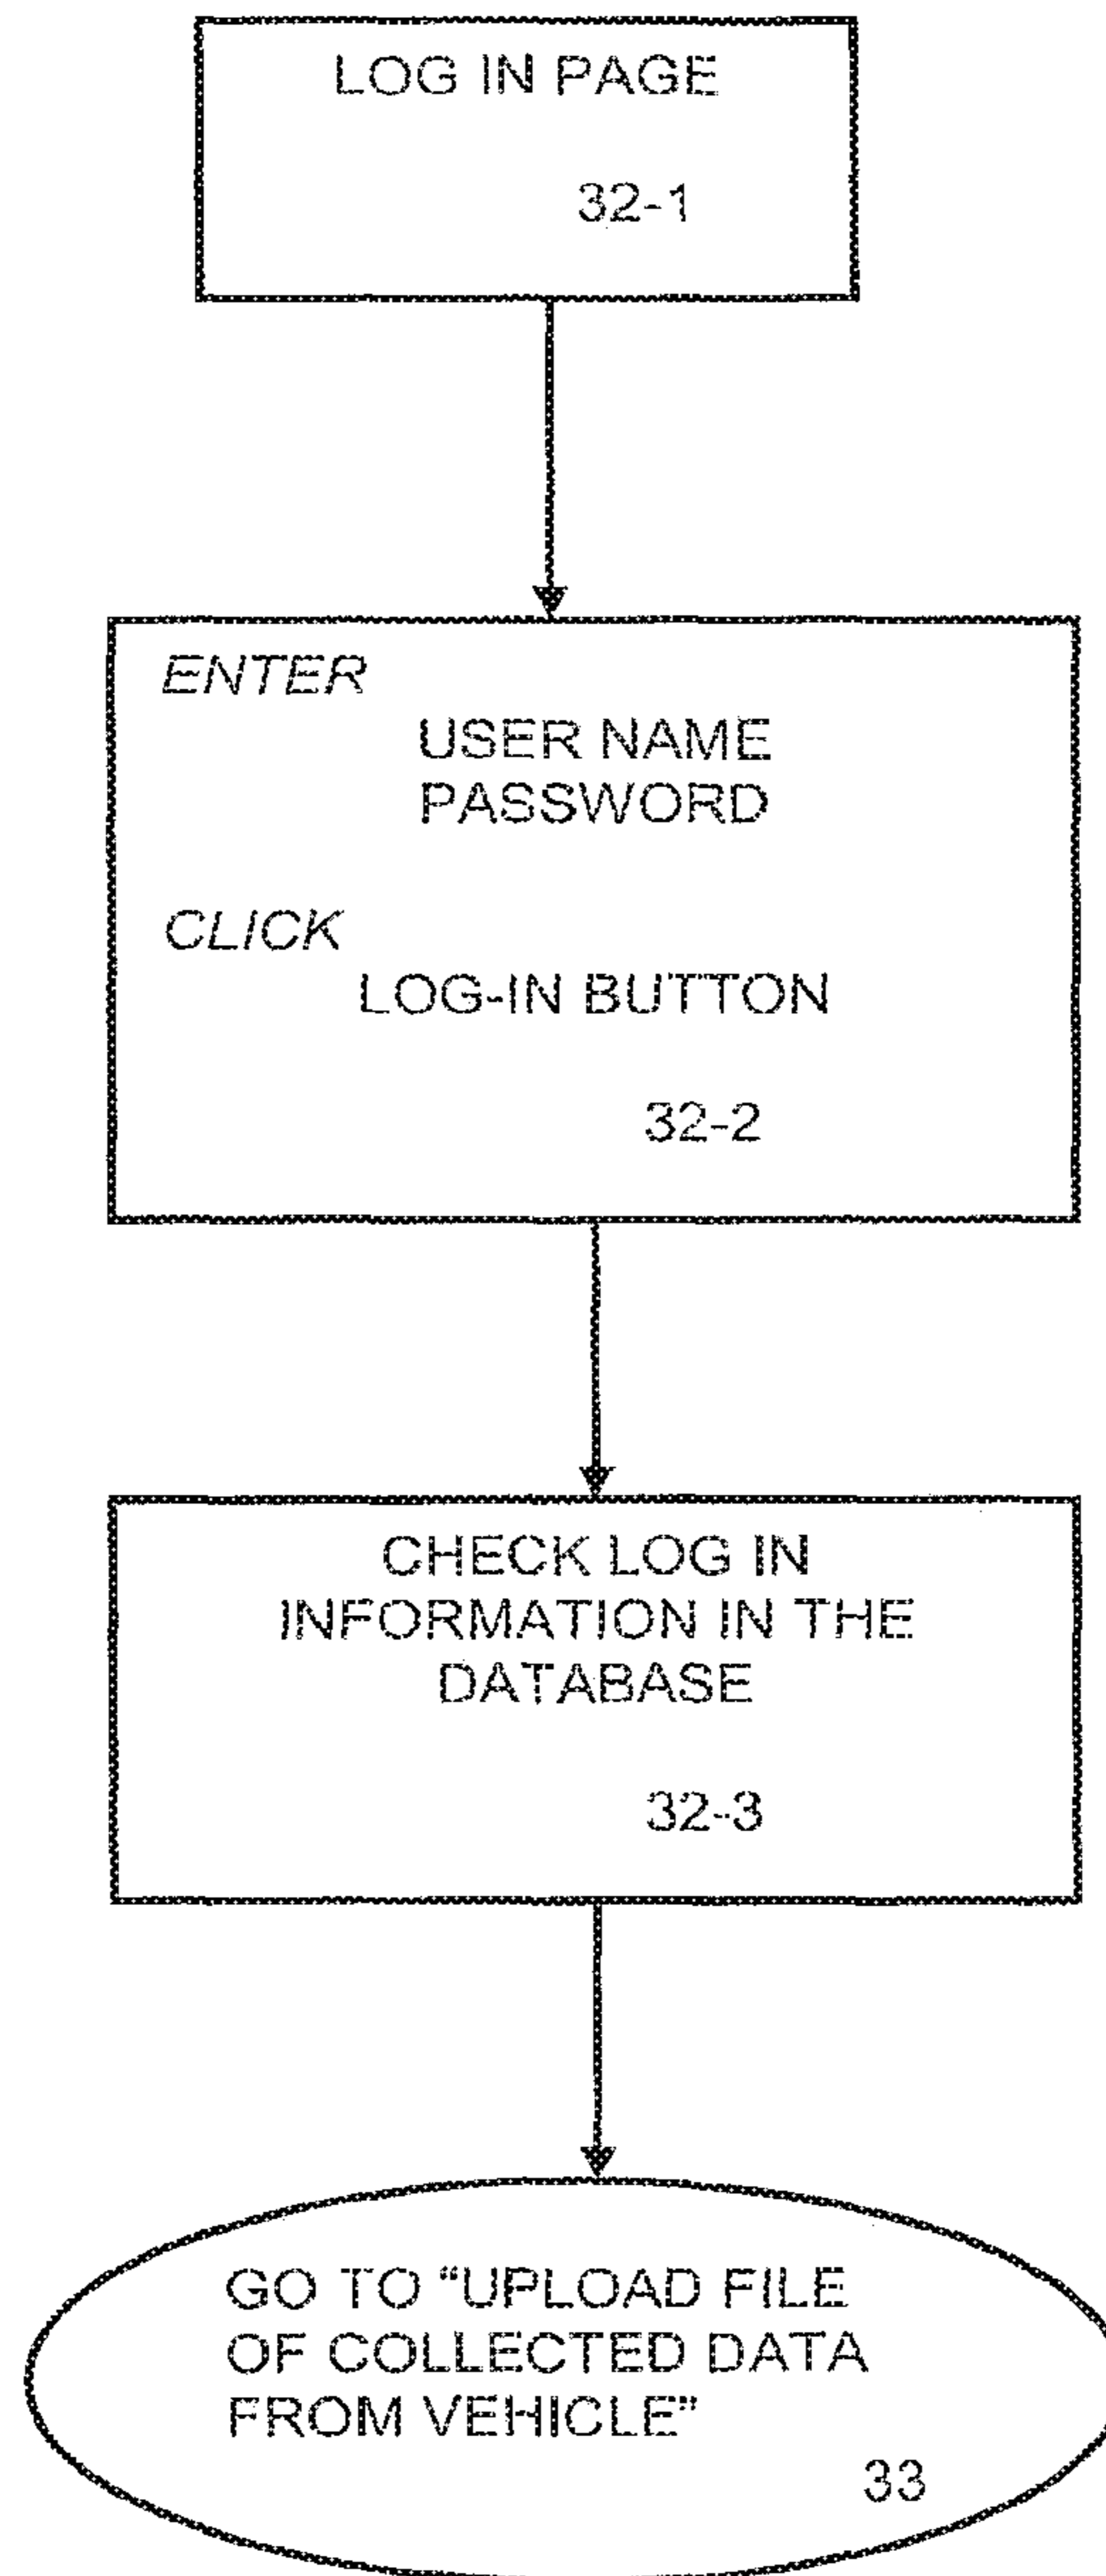 LOG IN PAGE
32-1
ENTER
USER NAME
PASSWORD
CLICK
LOG-IN BUTTON
32-2
CHECK LOG IN
INFORMATION IN THE
DATABASE
32-3
GO TO “UPLOAD FILE
OF COLLECTED DATA
FROM VEHICLE”
33